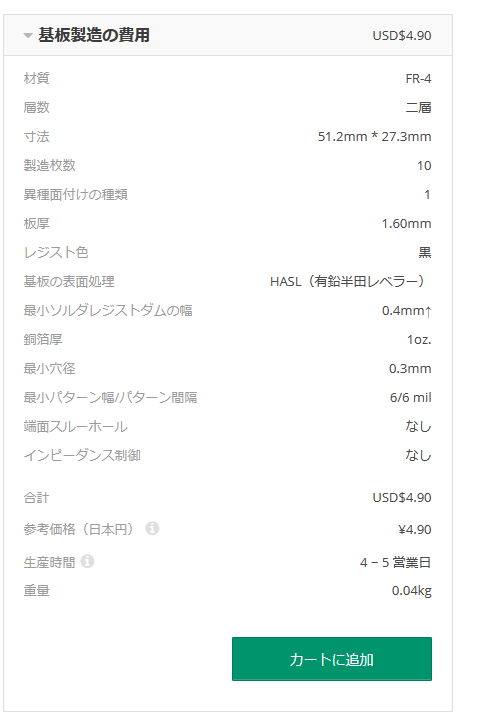 基板製造の費用 USD$4.90
材質 FR-4
層数 二層
寸法 51.2mm * 27.3mm
製造枚数 10
異種面付けの種類 1
板厚 1.60mm
レジスト色 黒
基板の表面処理 HASL（有鉛半田レベラー）
最小ソルダレジストダムの幅 0.4mm↑
銅箔厚 1oz.
最小穴径 0.3mm
最小パターン幅/パターン間隔 6/6 mil
端面スルーホール なし
インピーダンス制御 なし
合計 USD$4.90
参考価格（日本円） ¥4.90
生産時間 4－5 営業日
重量 0.04kg
カートに追加